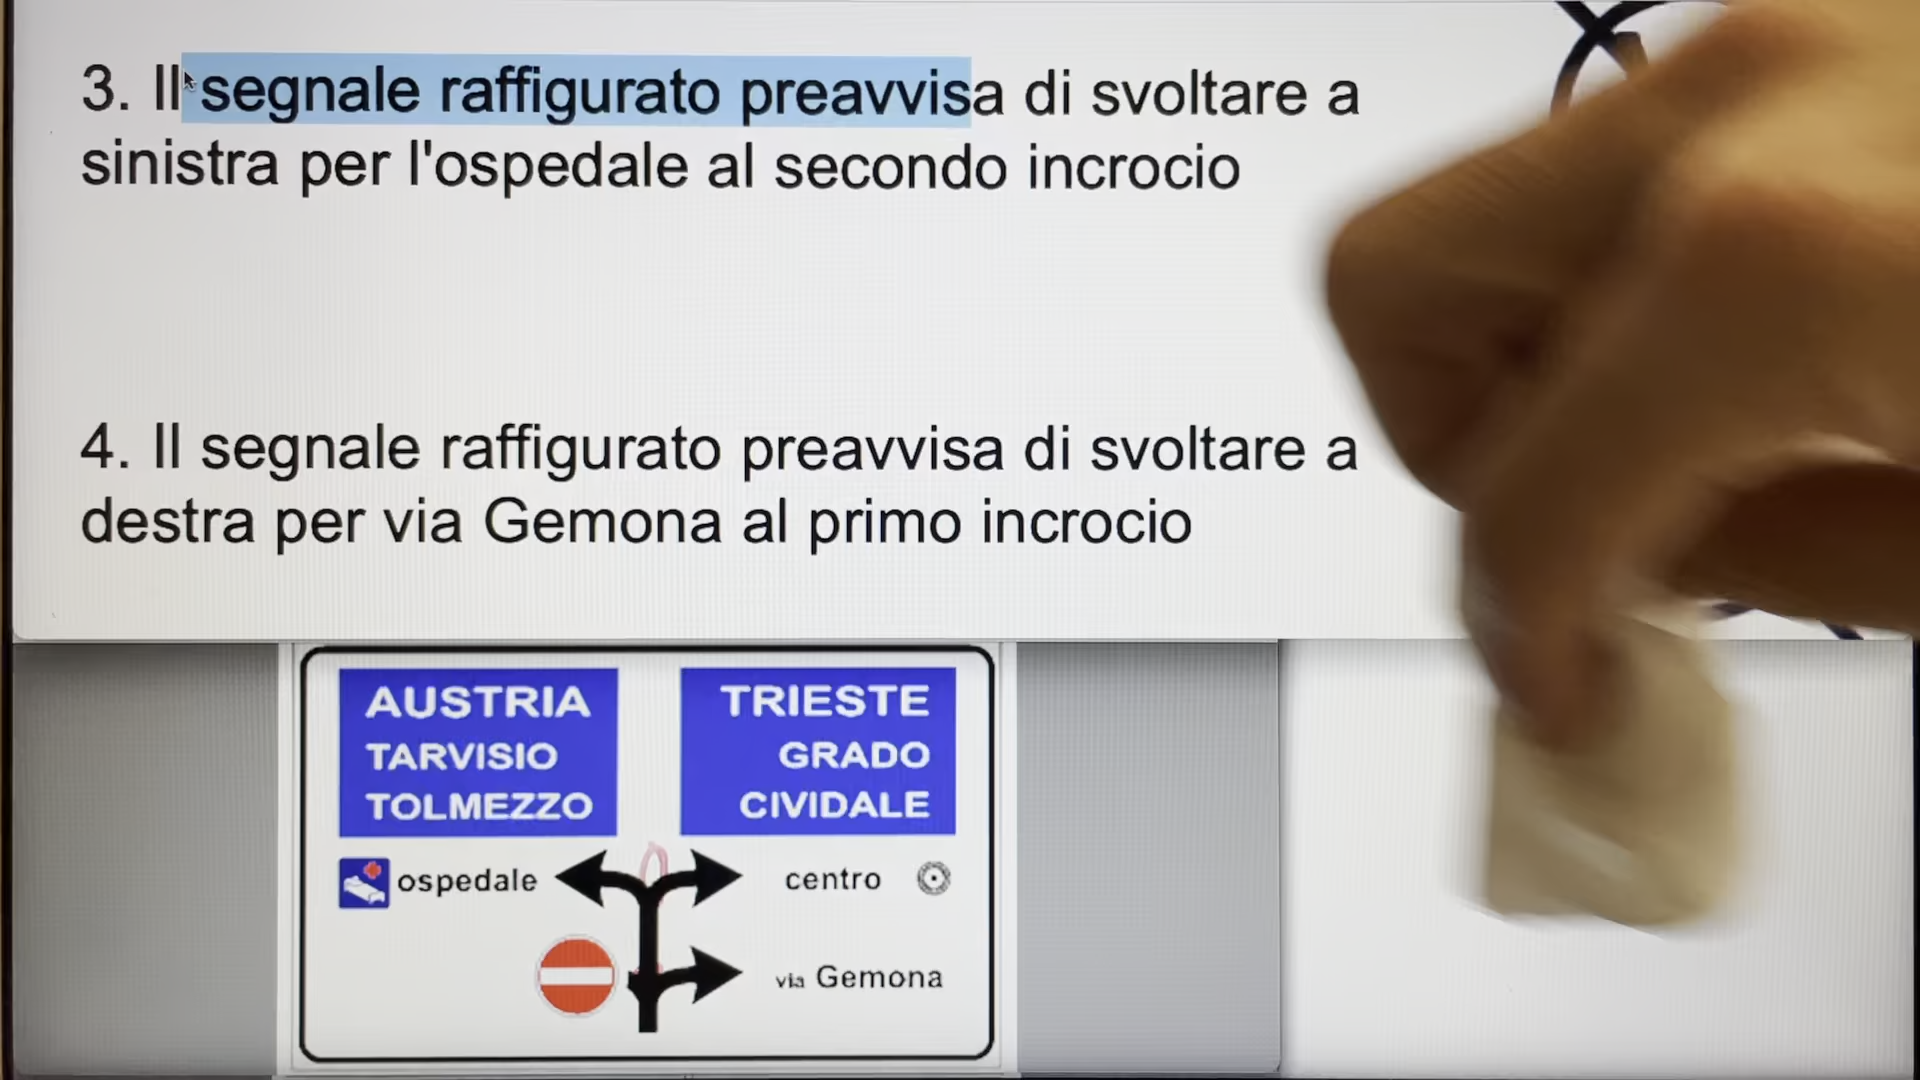 3. Il segnale raffigurato preavvisa di svoltare a
sinistra per l'ospedale al secondo incrocio
4. Il segnale raffigurato preavvisa di svoltare a
destra per via Gemona al primo incrocio
AUSTRIA
TARVISIO
TOLMEZZO
TRIESTE
GRADO
CIVIDALE
ospedale
centro
via Gemona